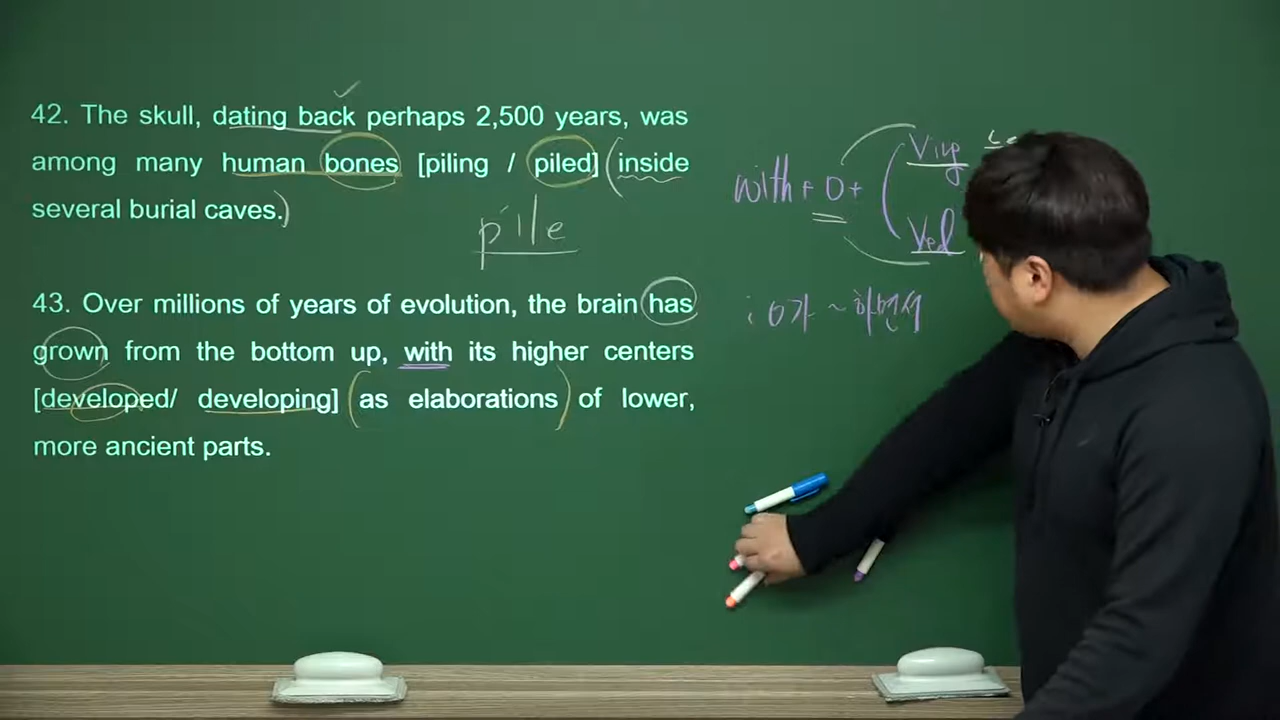 42. The skull, dating back perhaps 2,500 years, was
among many human bones [piling / piled] (inside
several burial caves.)
pile
43. Over millions of years of evolution, the brain has
grown from the bottom up, with its higher centers
[developed/ developing] (as elaborations) of lower,
more ancient parts.
with + O + ( Ving
Ved
: O가 ~하면서